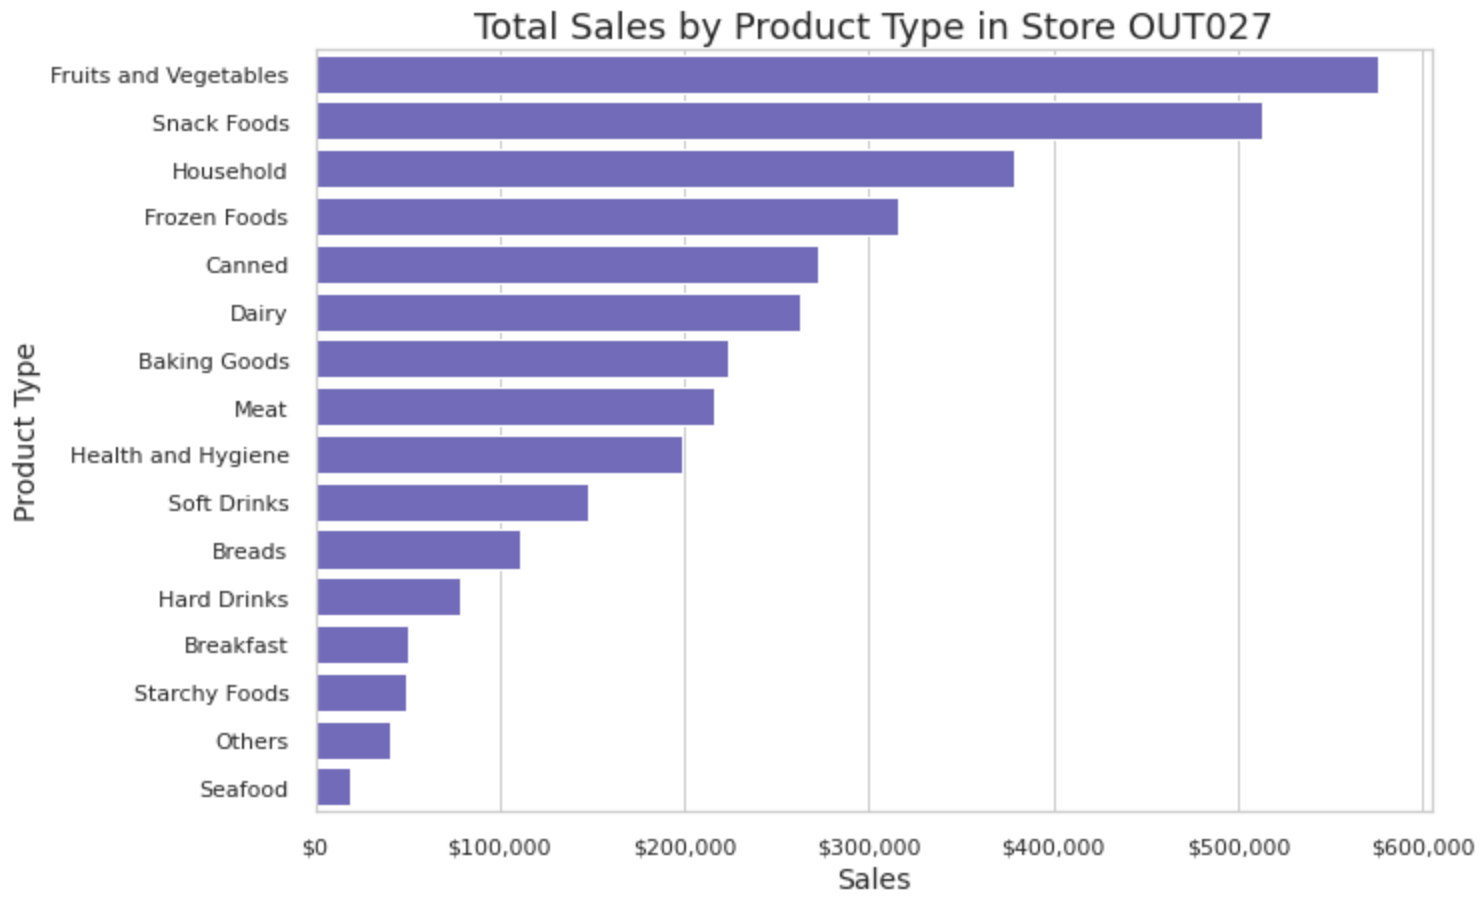 Total Sales by Product Type in Store OUT027
Fruits and Vegetables
Snack Foods
Household
Frozen Foods
Canned
Dairy
Baking Goods
Meat
Health and Hygiene
Soft Drinks
Breads
Hard Drinks
Breakfast
Starchy Foods
Others
Seafood
Product Type
$0 $100,000 $200,000 $300,000 $400,000 $500,000 $600,000
Sales